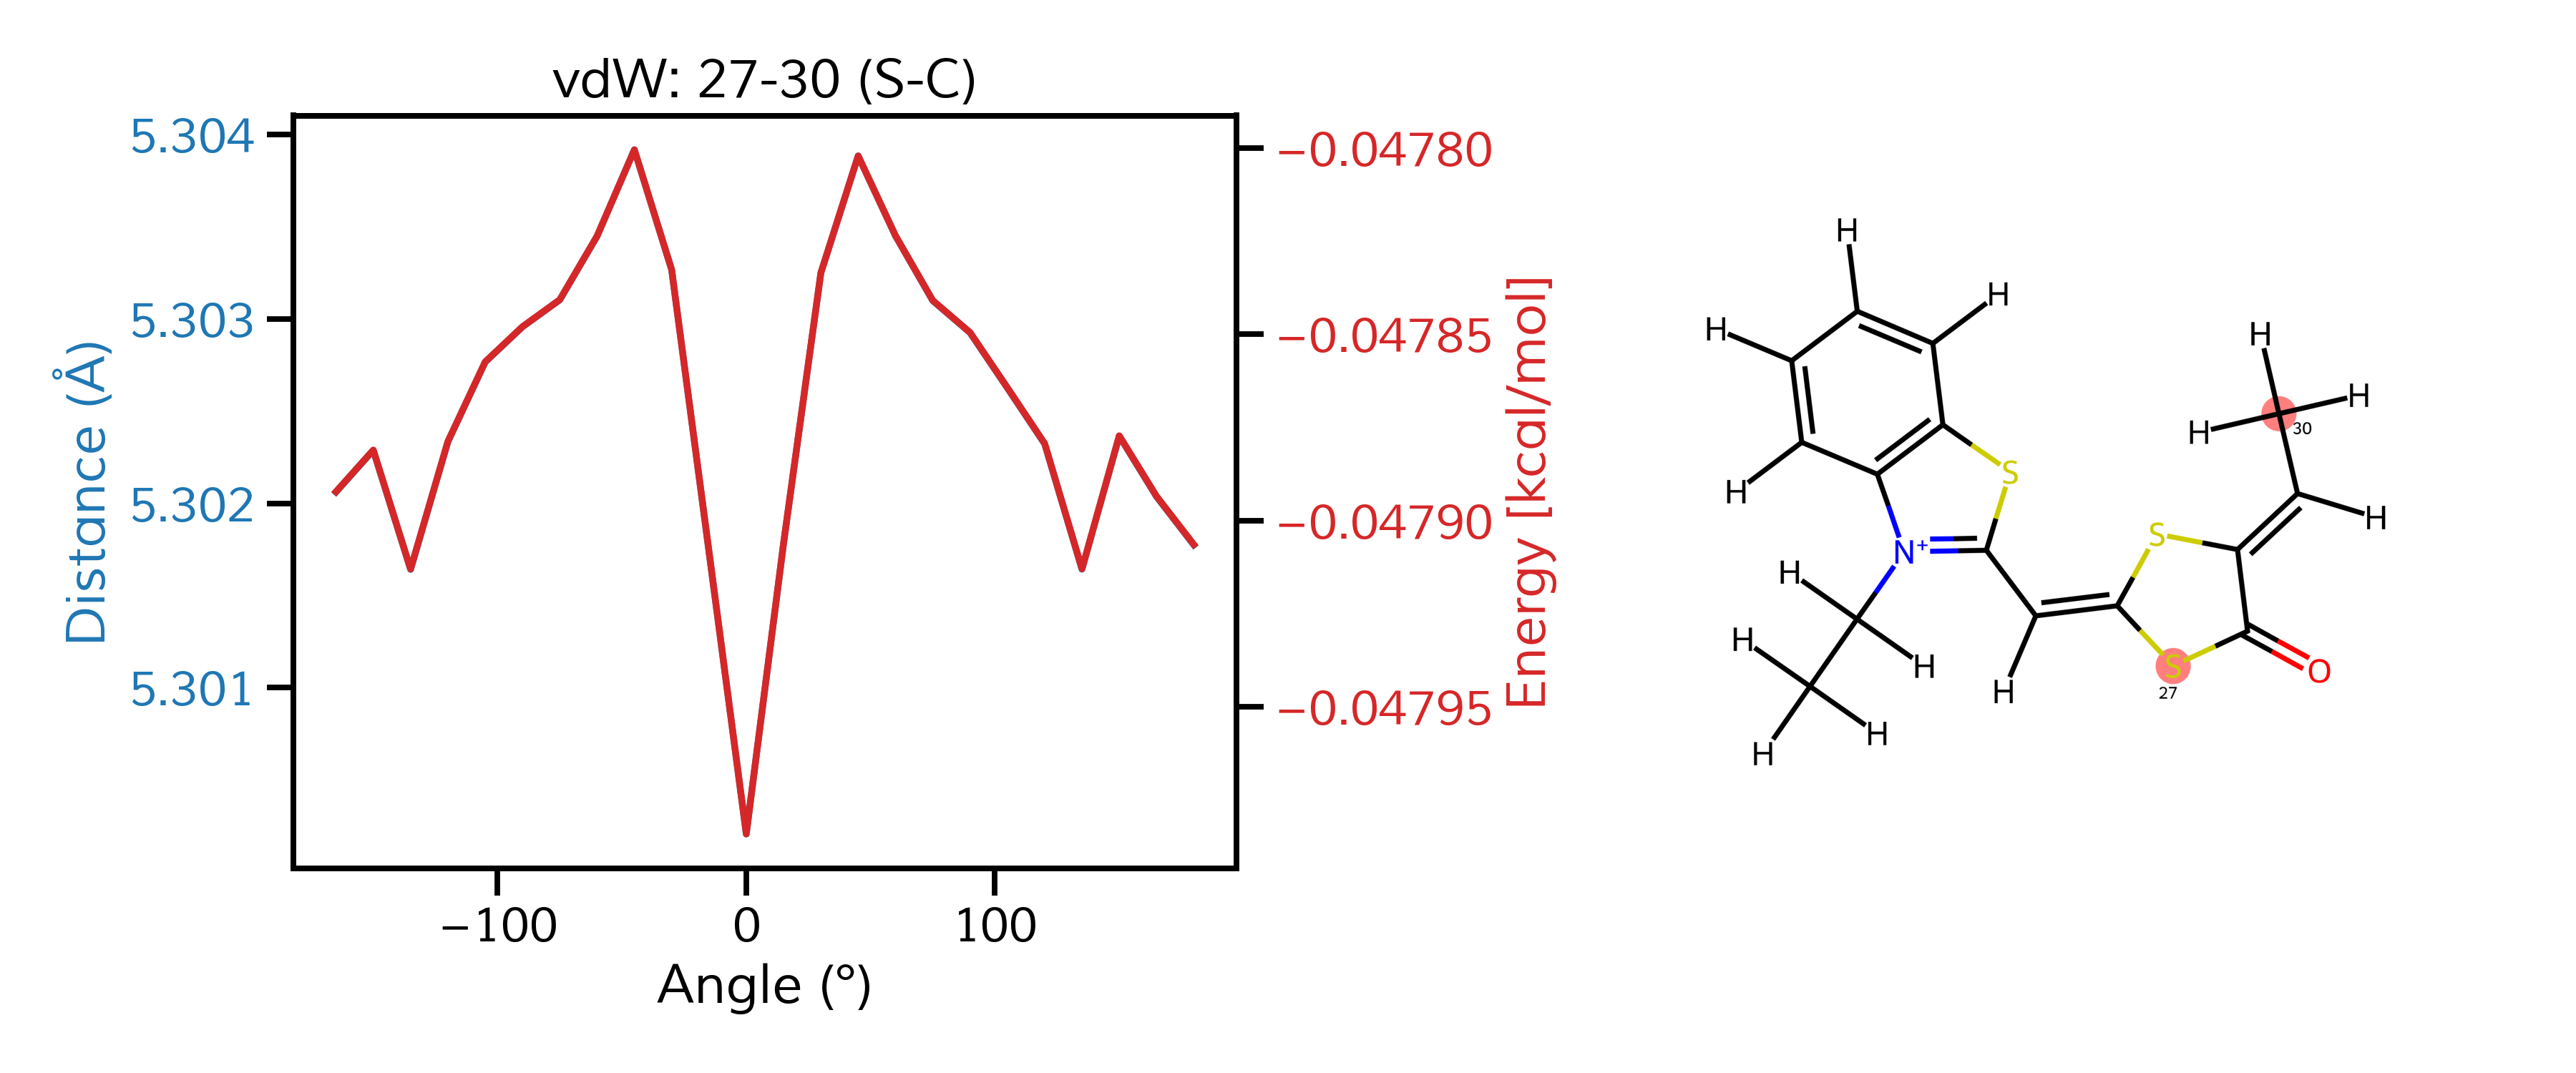 vdW: 27-30 (S-C)
5.304
5.303
5.302
5.301
Distance (Å)
−0.04780
−0.04785
−0.04790
−0.04795
Energy [kcal/mol]
−100
0
100
Angle (°)
H
H
H
H
H
H
H
30
S
H
H
S
N+
H
H
H
S
27
O
H
H
H